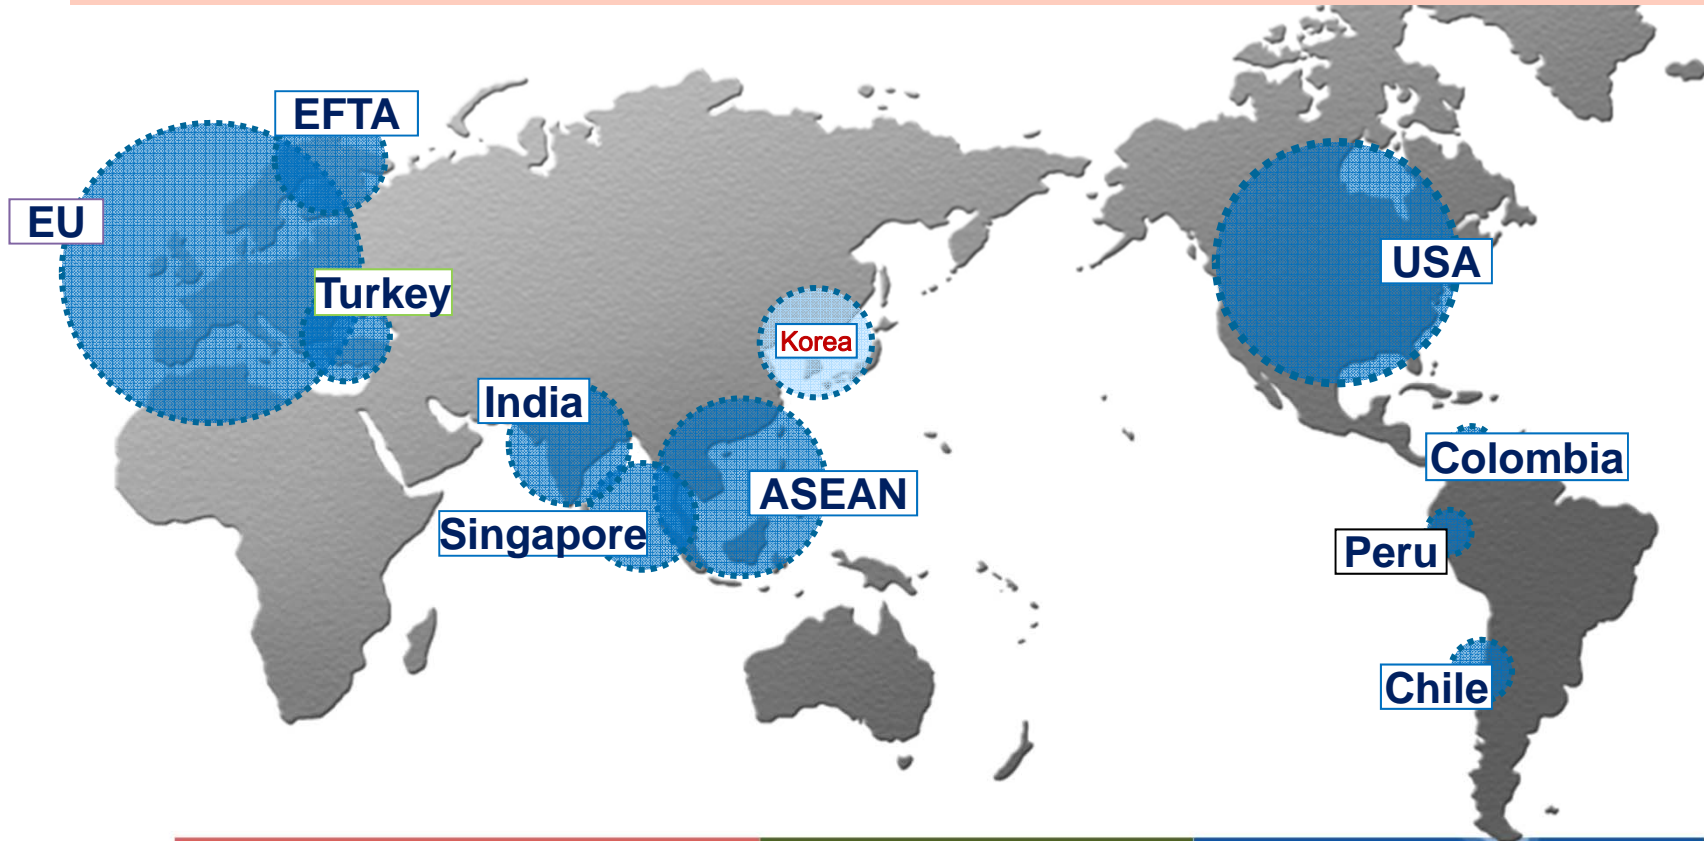 EFTA
EU
USA
Turkey
Korea
India
Colombia
ASEAN
Singapore
Peru
Chile